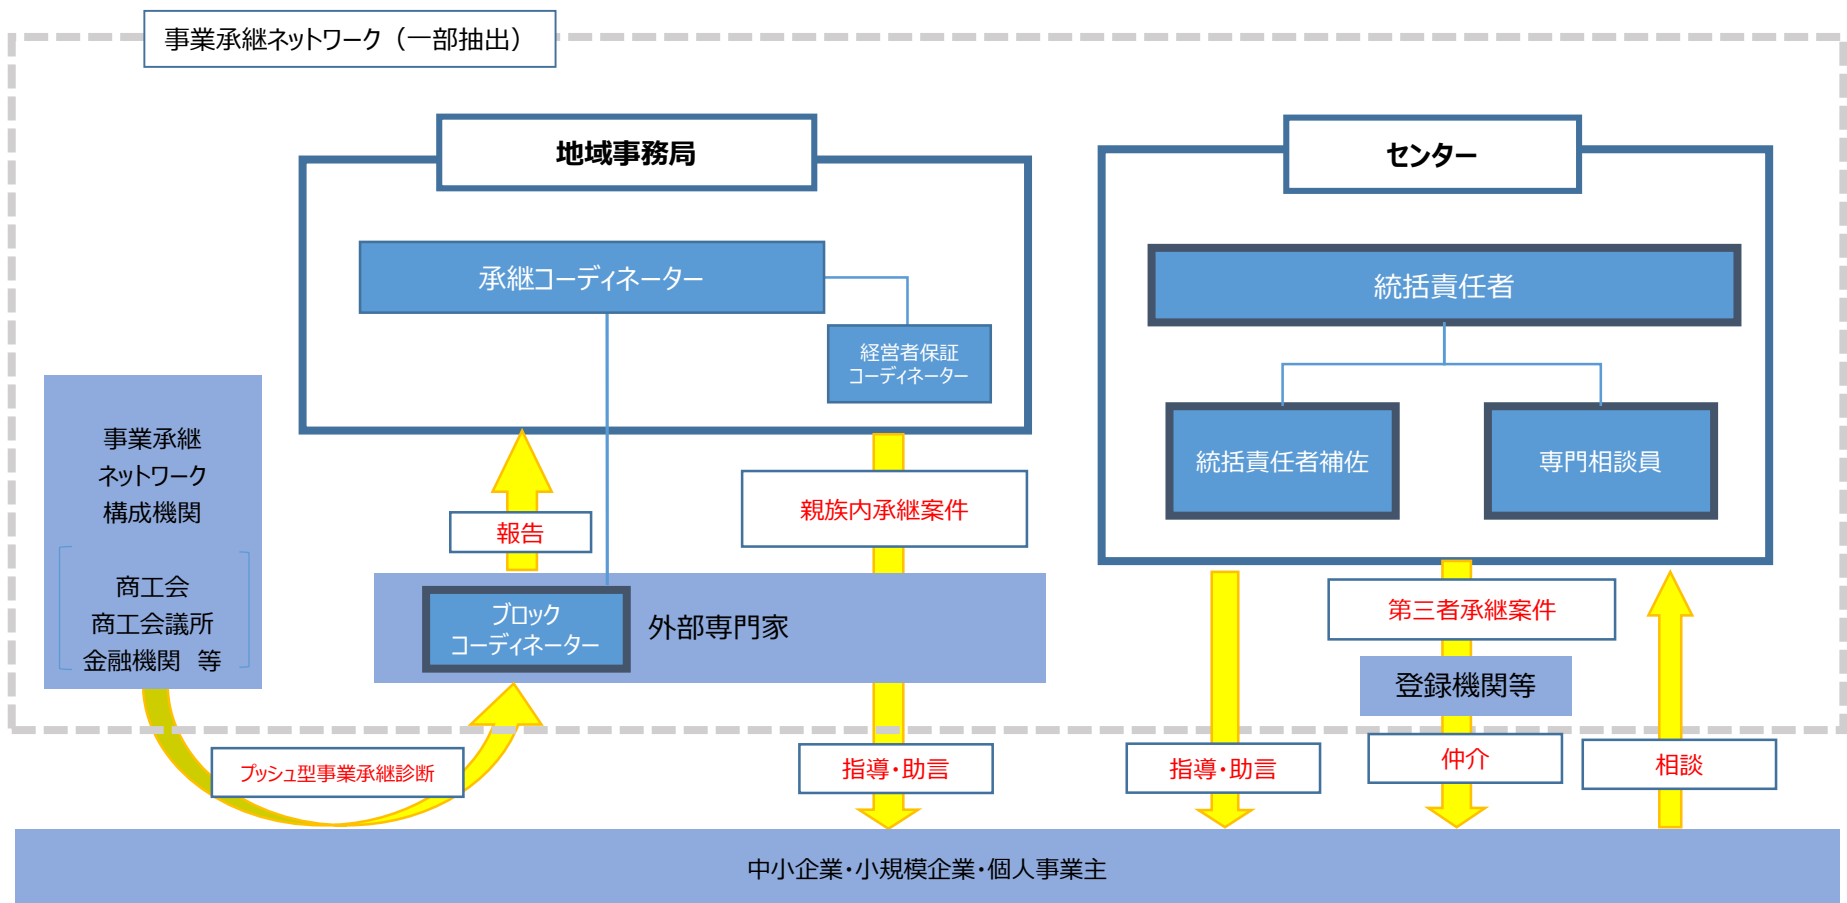 事業承継ネットワーク（一部抽出）
地域事務局
承継コーディネーター
経営者保証
コーディネーター
センター
統括責任者
統括責任者補佐
専門相談員
事業承継
ネットワーク
構成機関
商工会
商工会議所
金融機関　等
報告
親族内承継案件
ブロック
コーディネーター
外部専門家
第三者承継案件
登録機関等
プッシュ型事業承継診断
指導・助言
指導・助言
仲介
相談
中小企業・小規模企業・個人事業主